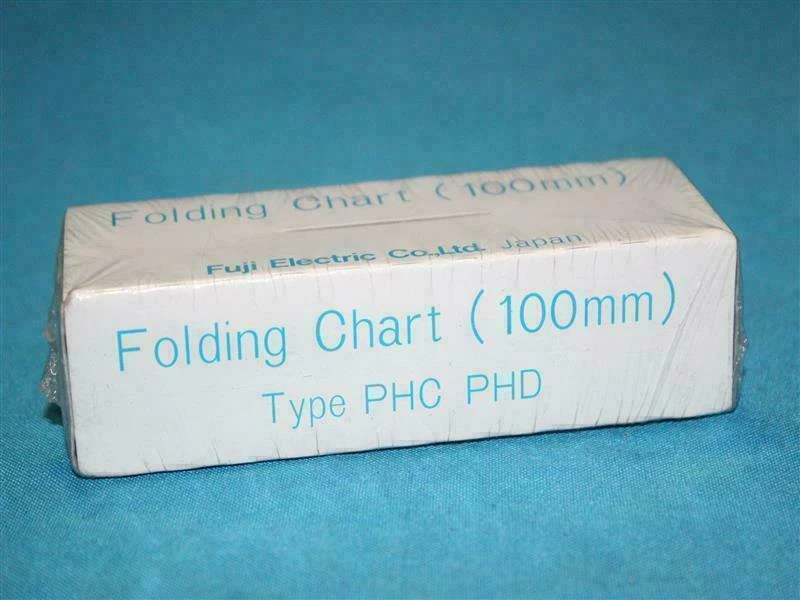 Folding Chart (100mm)
Fuji Electric Co.,Ltd. Japan
Folding Chart (100mm)
Type PHC PHD